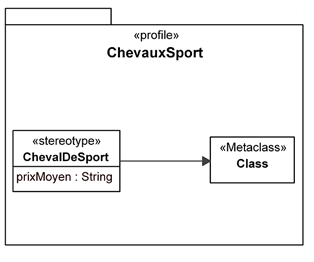 «profile»
ChevauxSport
«stereotype»
ChevalDeSport
prixMoyen : String
«Metaclass»
Class